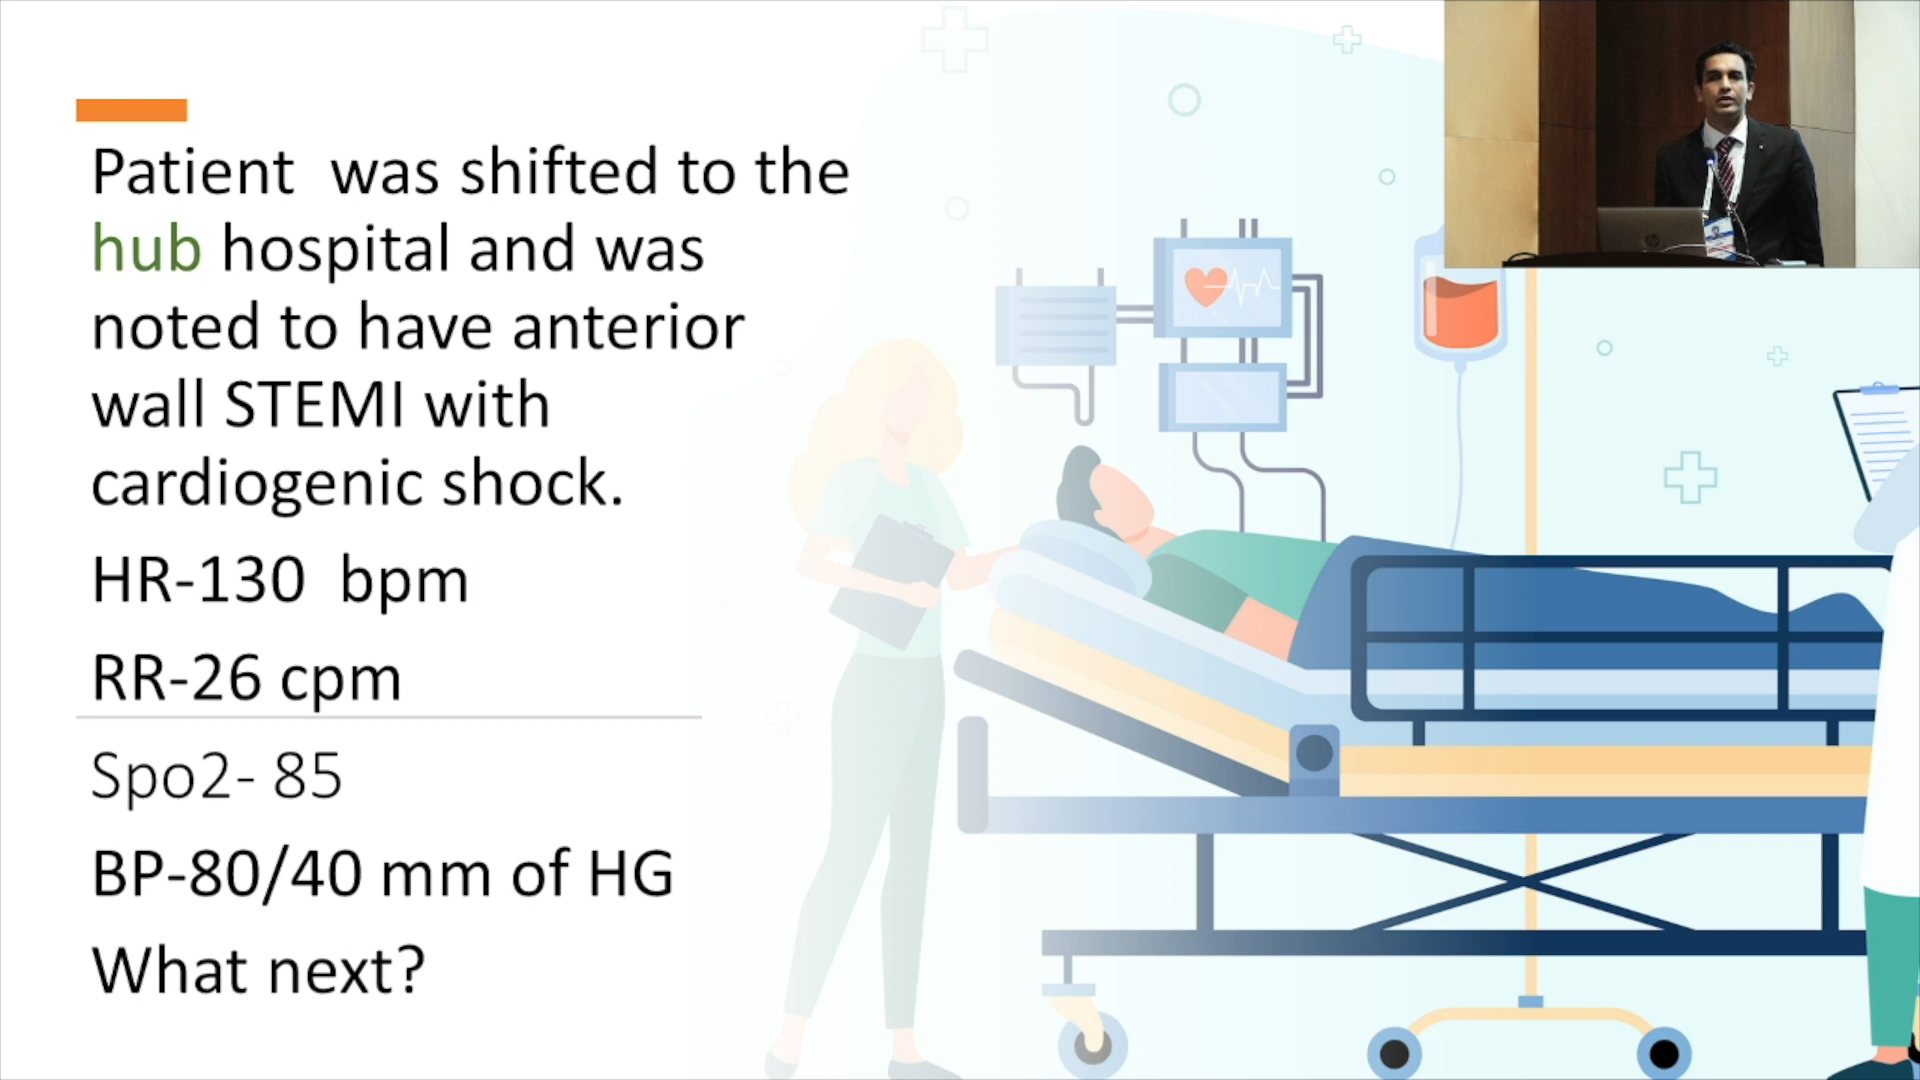 Patient was shifted to the
hub hospital and was
noted to have anterior
wall STEMI with
cardiogenic shock.
HR-130 bpm
RR-26 cpm
Spo2- 85
BP-80/40 mm of HG
What next?